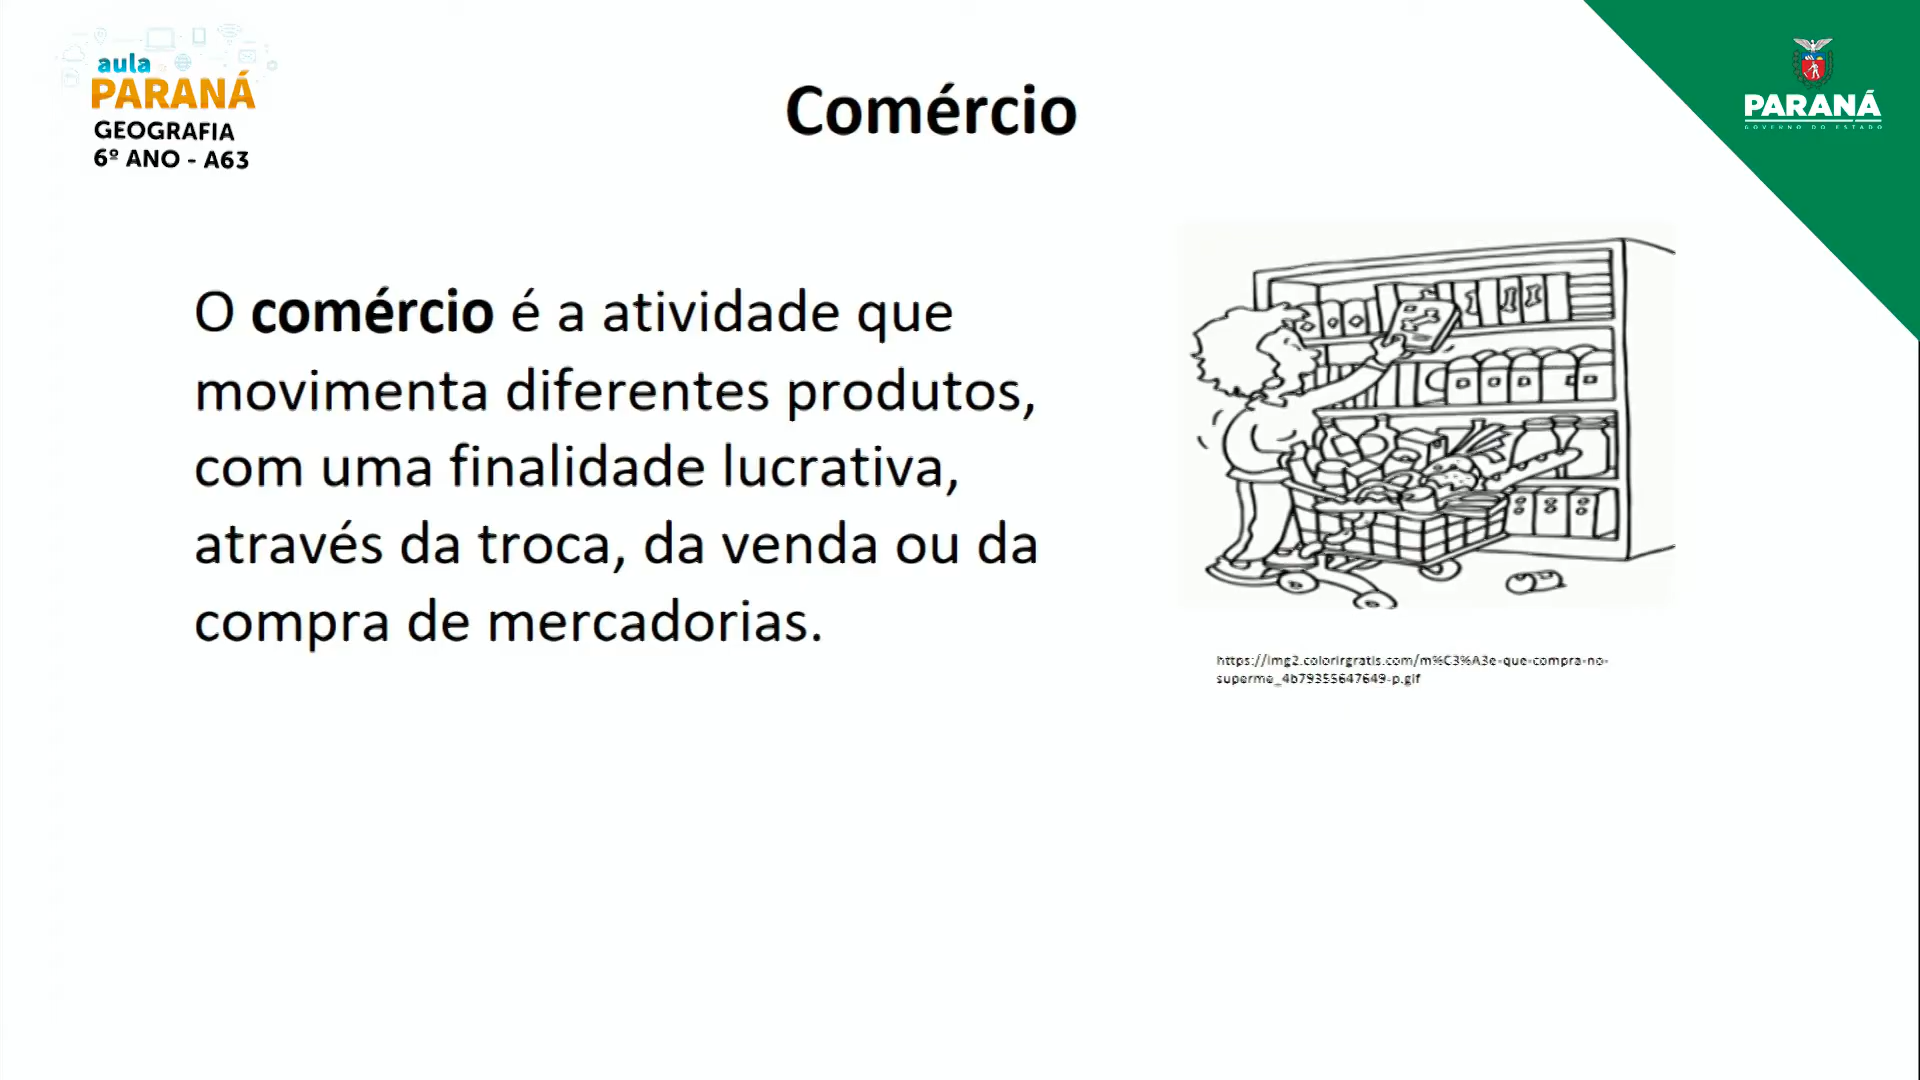 aula
PARANÁ
GEOGRAFIA
6º ANO - A63
Comércio
PARANÁ
GOVERNO DO ESTADO
O comércio é a atividade que
movimenta diferentes produtos,
com uma finalidade lucrativa,
através da troca, da venda ou da
compra de mercadorias.
https://img2.colorirgratis.com/m%C3%A3e-que-compra-no-
superme_4b79355647649-p.gif